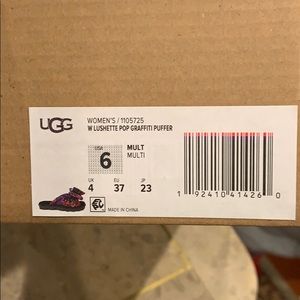 UGG
WOMEN'S / 1105725
W LUSHETTE POP GRAFFITI PUFFER
USA
6
MULT
MULTI
UK EU JP
4 37 23
MADE IN CHINA
1 92410 41426 0